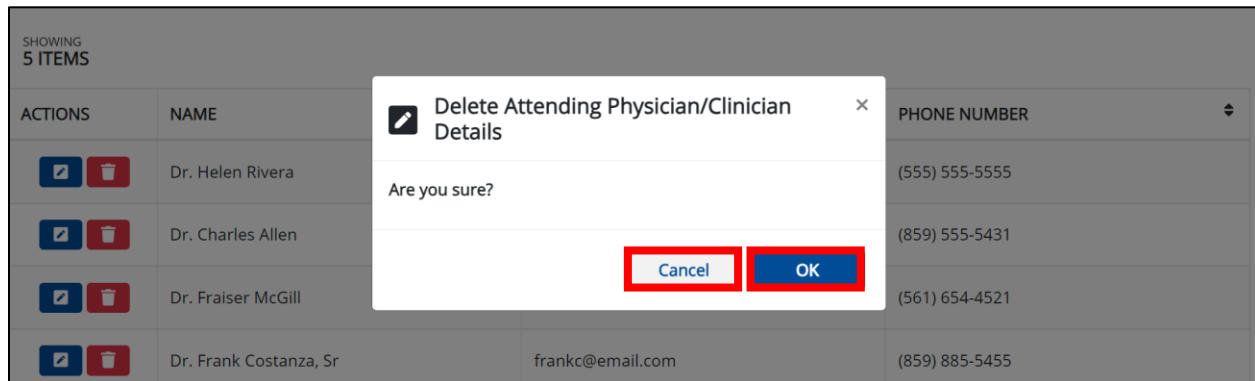 SHOWING
5 ITEMS
ACTIONS NAME PHONE NUMBER
Delete Attending Physician/Clinician
Details
×
Dr. Helen Rivera (555) 555-5555
Are you sure?
Dr. Charles Allen (859) 555-5431
Cancel OK
Dr. Fraiser McGill (561) 654-4521
Dr. Frank Costanza, Sr frankc@email.com (859) 885-5455